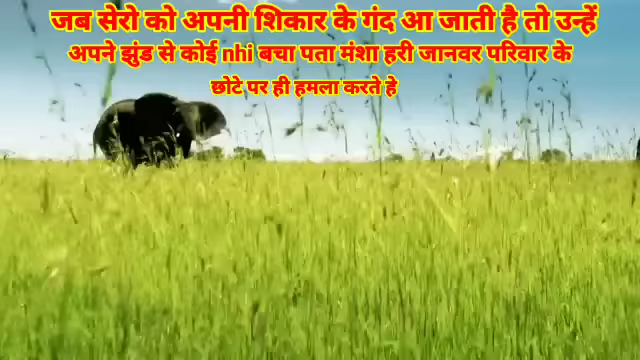 जब सेरो को अपनी शिकार के गंद आ जाती है तो उन्हें
अपने झुंड से कोई nhi बचा पता मंशा हरी जानवर परिवार के
छोटे पर ही हमला करते हे